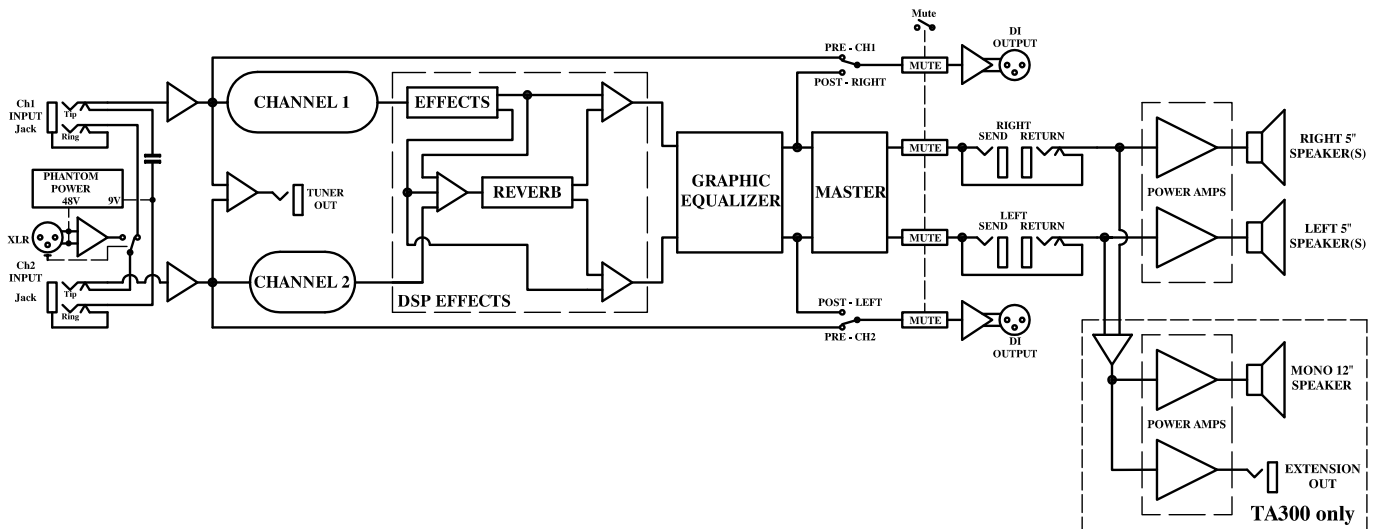 Mute
DI
OUTPUT
PRE - CH1
MUTE
POST - RIGHT
Ch1
INPUT
Jack
Tip
Ring
CHANNEL 1
EFFECTS
PHANTOM
POWER
48V
9V
TUNER
OUT
REVERB
GRAPHIC
EQUALIZER
MASTER
MUTE
RIGHT
SEND
RETURN
POWER AMPS
RIGHT 5"
SPEAKER(S)
XLR
Ch2
INPUT
Jack
Tip
Ring
CHANNEL 2
DSP EFFECTS
MUTE
LEFT
SEND
RETURN
LEFT 5"
SPEAKER(S)
POST - LEFT
PRE - CH2
MUTE
DI
OUTPUT
MONO 12"
SPEAKER
POWER AMPS
EXTENSION
OUT
TA300 only